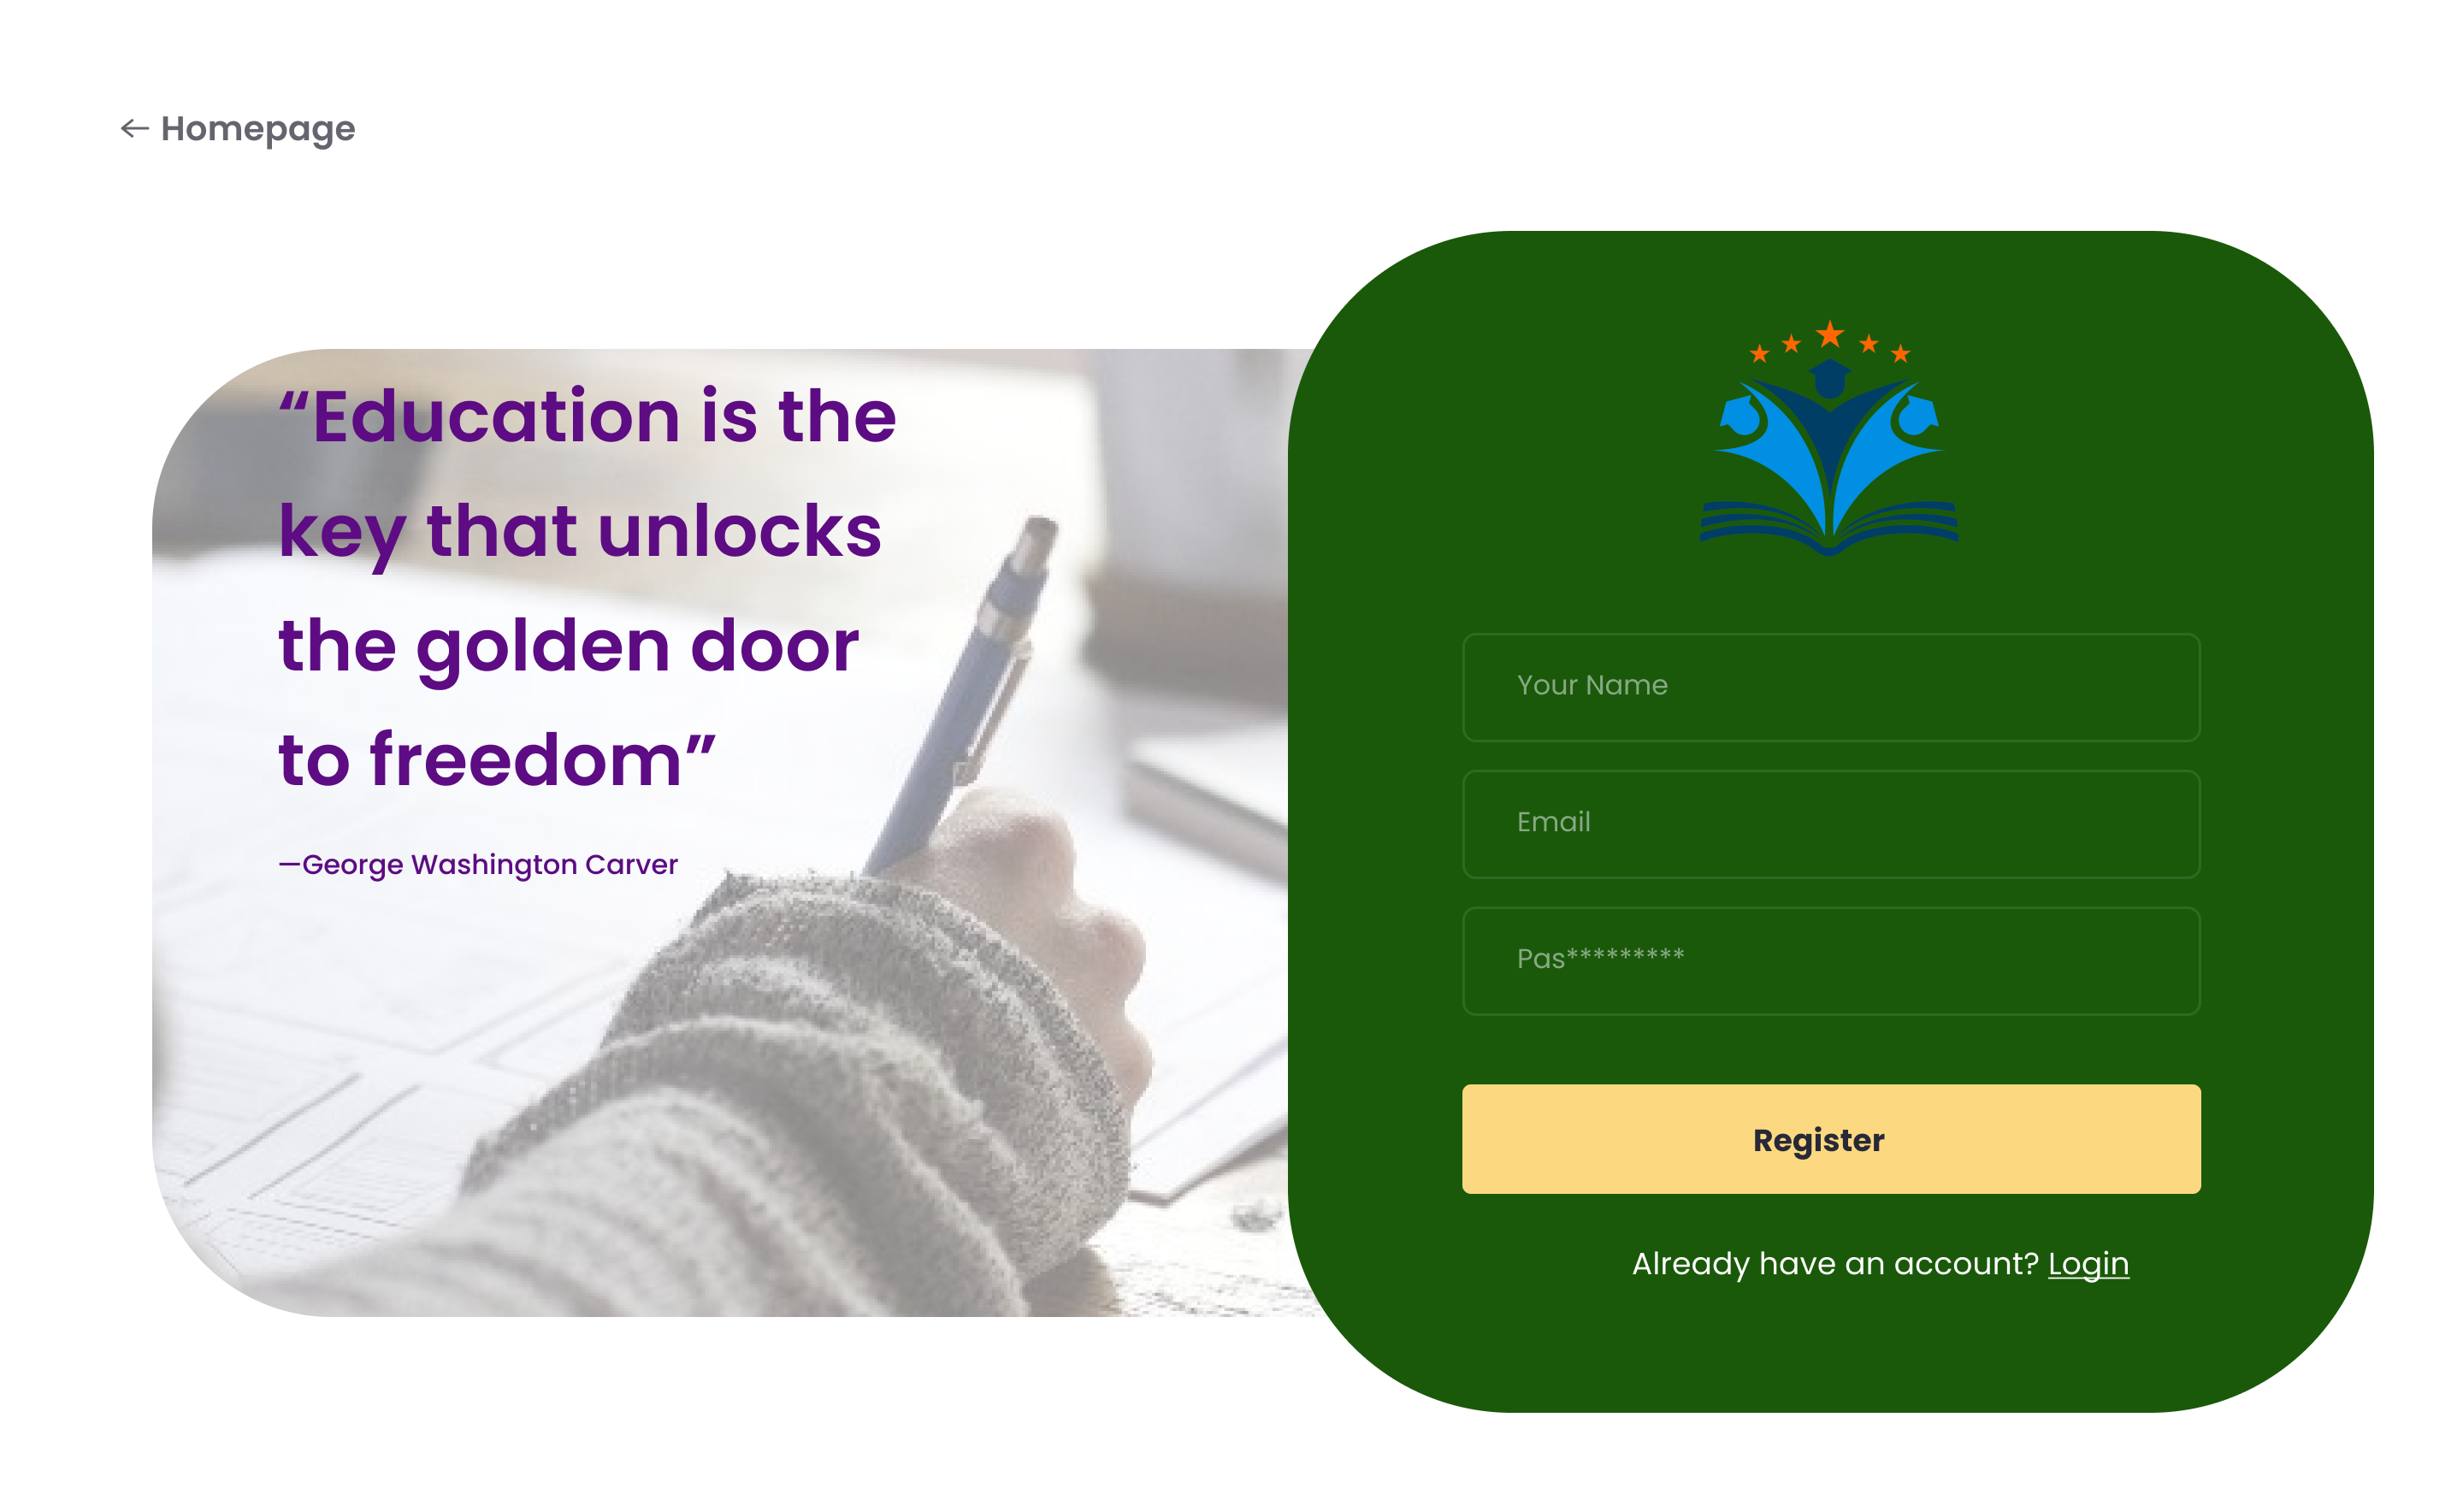 Homepage
“Education is the
key that unlocks
the golden door
to freedom”
—George Washington Carver
Your Name
Email
Pas*********
Register
Already have an account? Login